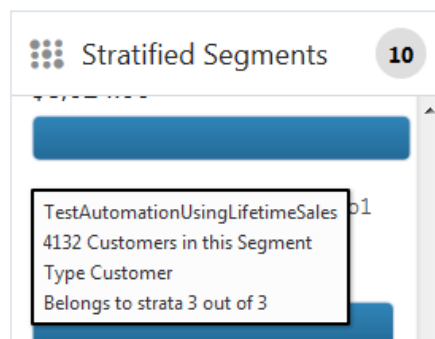 Stratified Segments 10
TestAutomationUsingLifetimeSales
4132 Customers in this Segment
Type Customer
Belongs to strata 3 out of 3